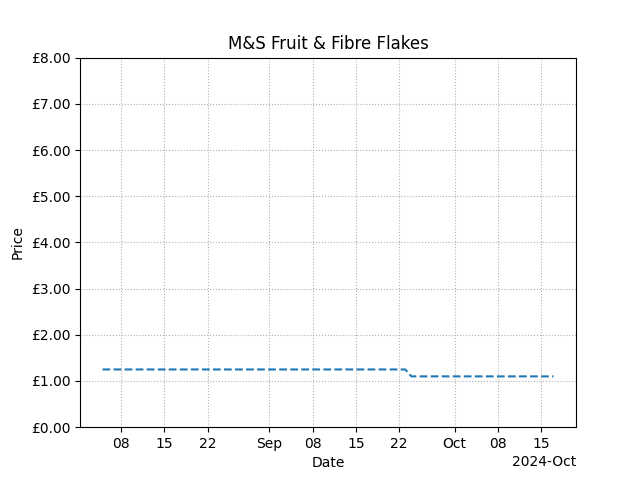 M&S Fruit & Fibre Flakes
£8.00
£7.00
£6.00
£5.00
£4.00
£3.00
£2.00
£1.00
£0.00
Price
08 15 22 Sep 08 15 22 Oct 08 15
Date
2024-Oct